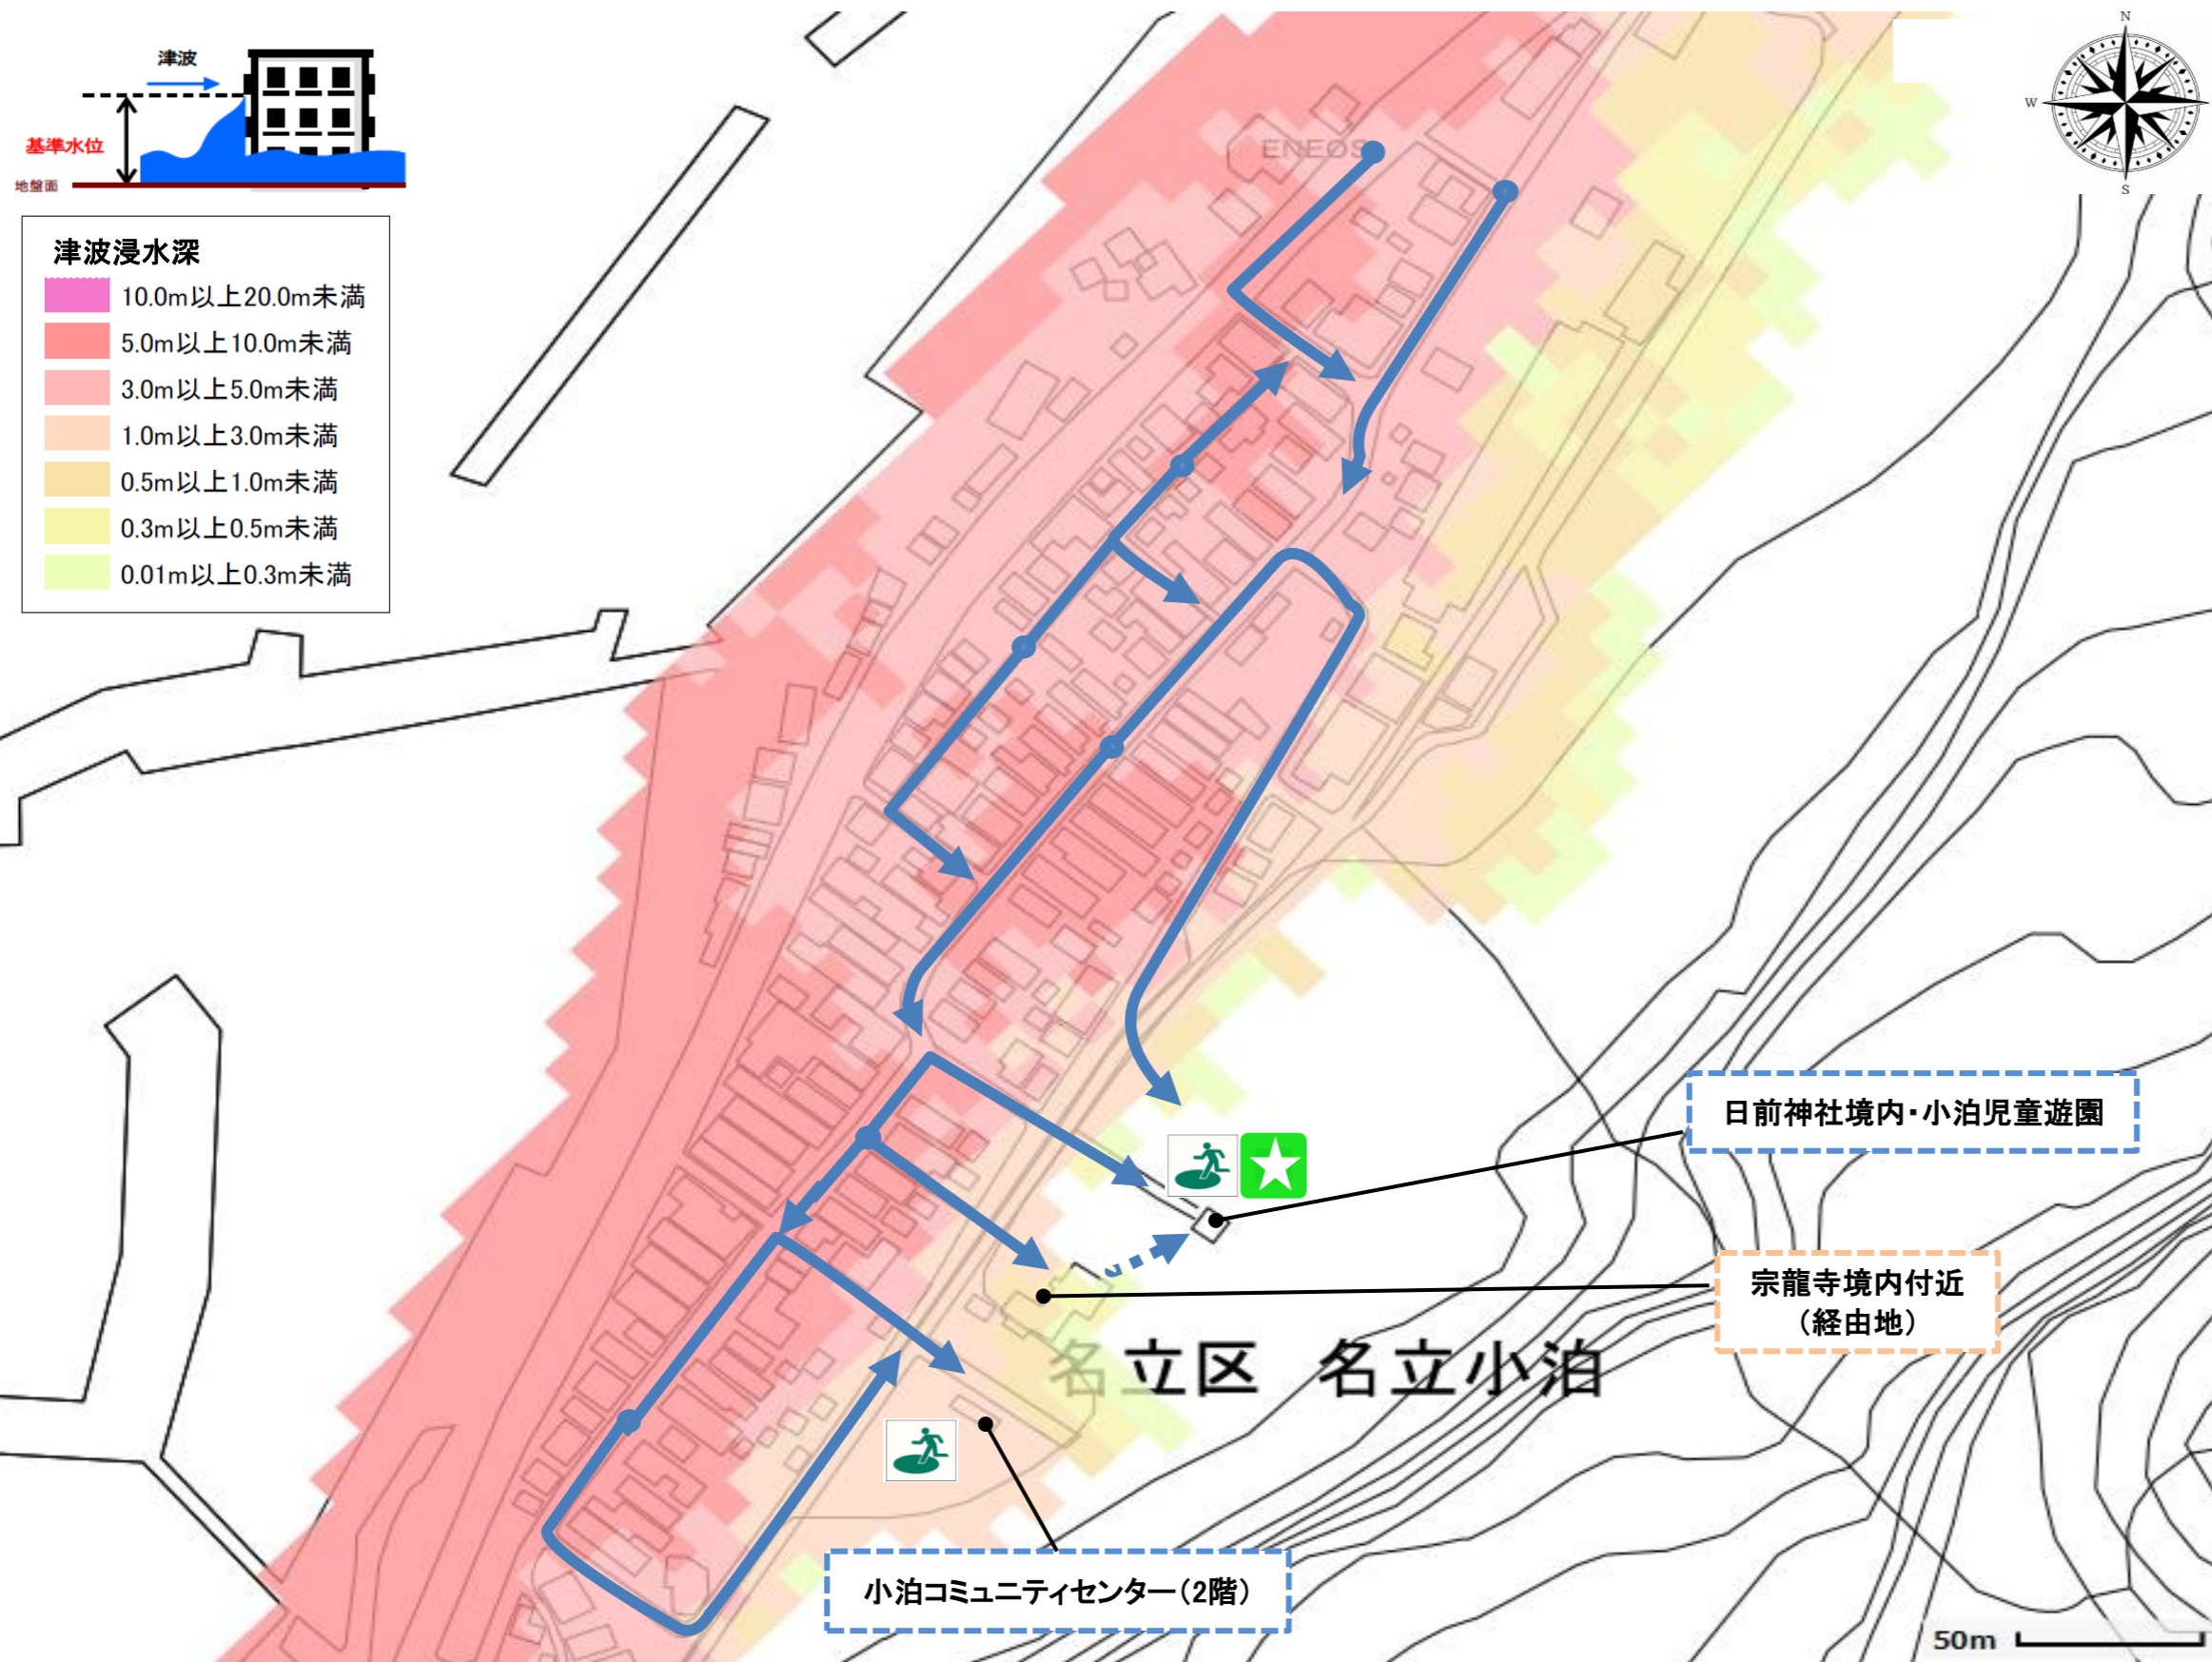 津波
基準水位
地盤面
津波浸水深
10.0m以上20.0m未満
5.0m以上10.0m未満
3.0m以上5.0m未満
1.0m以上3.0m未満
0.5m以上1.0m未満
0.3m以上0.5m未満
0.01m以上0.3m未満
N
W
S
ENEOS
日前神社境内・小泊児童遊園
宗龍寺境内付近
（経由地）
名立区 名立小泊
小泊コミュニティセンター（2階）
50m